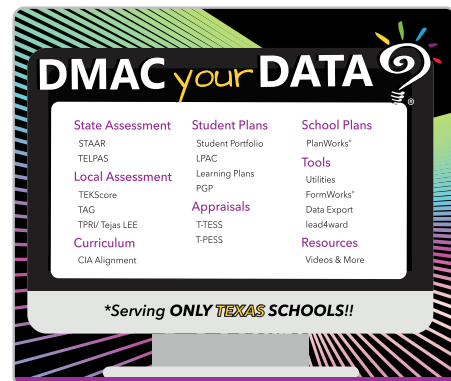 DMAC your DATA
®
State Assessment
STAAR
TELPAS
Local Assessment
TEKScore
TAG
TPRI/ Tejas LEE
Curriculum
CIA Alignment
Student Plans
Student Portfolio
LPAC
Learning Plans
PGP
Appraisals
T-TESS
T-PESS
School Plans
PlanWorks®
Tools
Utilities
FormWorks®
Data Export
lead4ward
Resources
Videos & More
*Serving ONLY TEXAS SCHOOLS!!